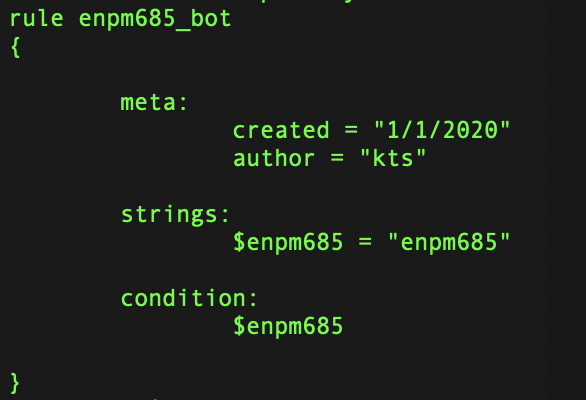 rule enpm685_bot
{
meta:
created = "1/1/2020"
author = "kts"
strings:
$enpm685 = "enpm685"
condition:
$enpm685
}